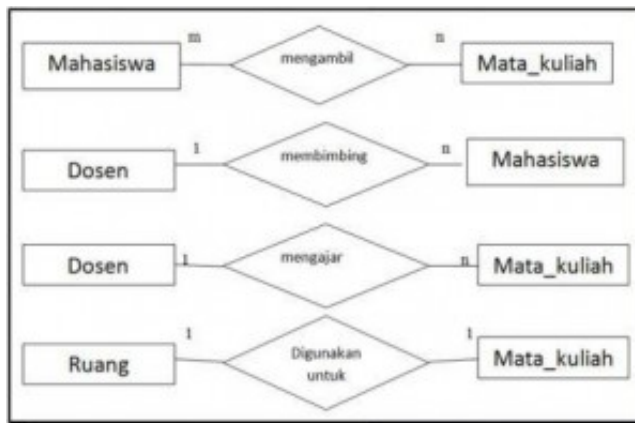 m
n
Mahasiswa
mengambil
Mata_kuliah
1
n
Dosen
membimbing
Mahasiswa
1
n
Dosen
mengajar
Mata_kuliah
1
1
Ruang
Digunakan
untuk
Mata_kuliah